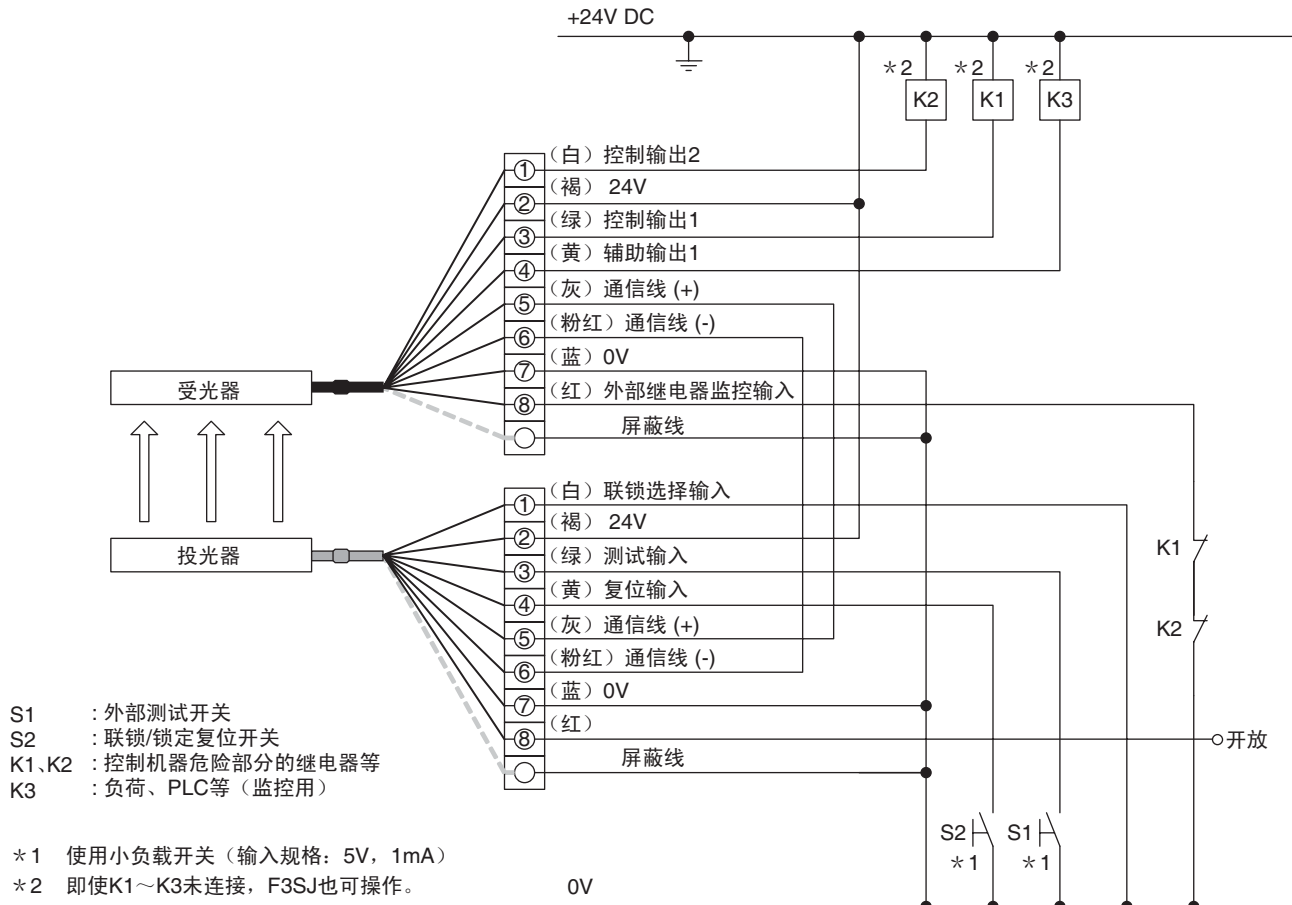 +24V DC
*2 *2 *2
K2 K1 K3
① （白）控制输出2
② （褐） 24V
③ （绿）控制输出1
④ （黄）辅助输出1
⑤ （灰）通信线 (+)
⑥ （粉红）通信线 (-)
⑦ （蓝）0V
⑧ （红）外部继电器监控输入
屏蔽线
受光器
① （白）联锁选择输入
② （褐） 24V
③ （绿）测试输入
④ （黄）复位输入
⑤ （灰）通信线 (+)
⑥ （粉红）通信线 (-)
⑦ （蓝）0V
⑧ （红）
屏蔽线
投光器
K1
K2
开放
S2 S1
*1 *1
S1 : 外部测试开关
S2 : 联锁/锁定复位开关
K1、K2 : 控制机器危险部分的继电器等
K3 : 负荷、PLC等（监控用）
*1 使用小负载开关（输入规格：5V，1mA）
*2 即使K1～K3未连接，F3SJ也可操作。
0V